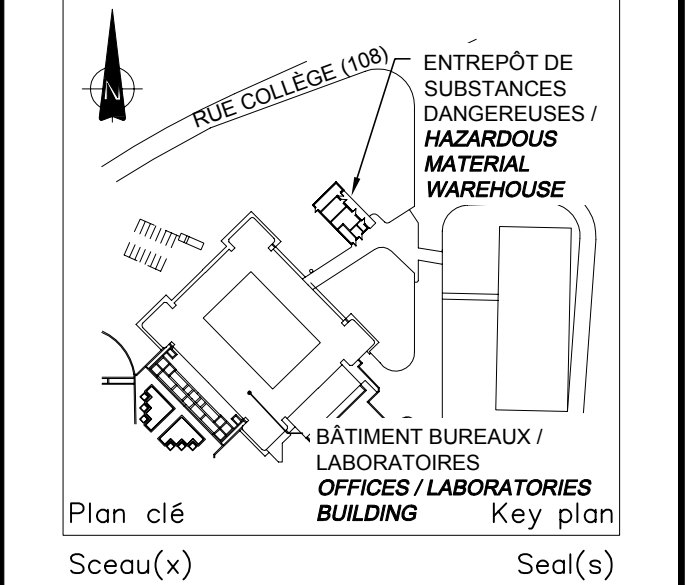 N
RUE COLLÈGE (108)
ENTREPÔT DE
SUBSTANCES
DANGEREUSES /
HAZARDOUS
MATERIAL
WAREHOUSE
BÂTIMENT BUREAUX /
LABORATOIRES
OFFICES / LABORATORIES
BUILDING
Plan clé Key plan
Sceau(x) Seal(s)